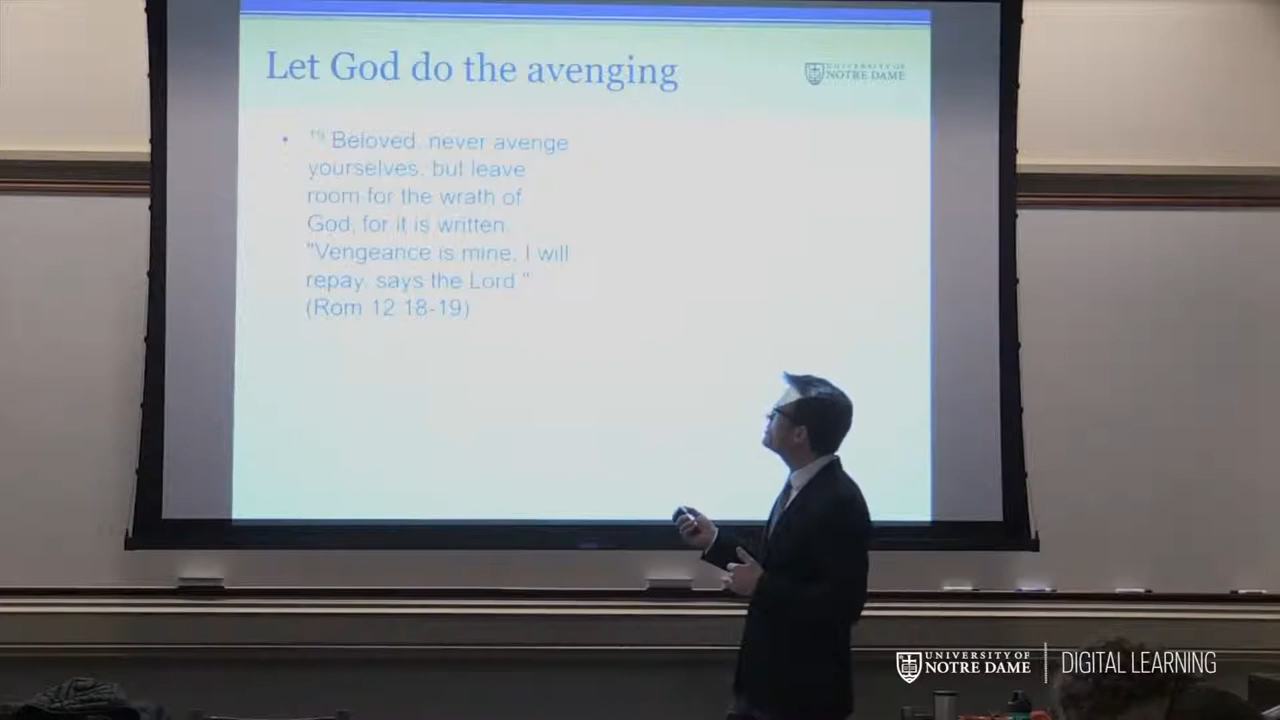 Let God do the avenging
UNIVERSITY OF
NOTRE DAME
• 19 Beloved, never avenge
yourselves, but leave
room for the wrath of
God, for it is written,
"Vengeance is mine, I will
repay, says the Lord."
(Rom 12:18-19)
UNIVERSITY OF
NOTRE DAME
DIGITAL LEARNING